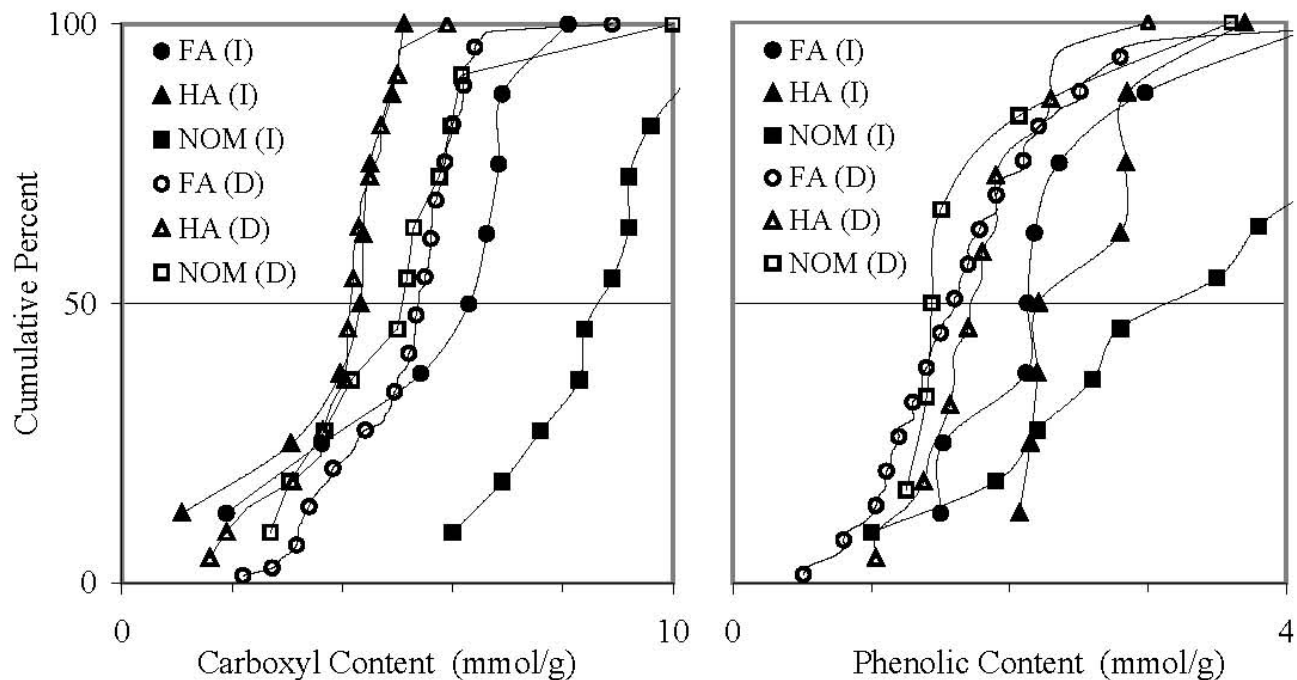 Cumulative Percent
100
50
0
FA (I)
HA (I)
NOM (I)
FA (D)
HA (D)
NOM (D)
0
10
Carboxyl Content (mmol/g)
FA (I)
HA (I)
NOM (I)
FA (D)
HA (D)
NOM (D)
0
4
Phenolic Content (mmol/g)